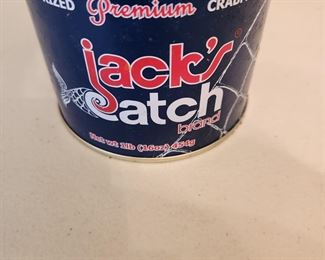 Premium
jack's
Catch
brand
Net wt 1lb (16oz) 454g